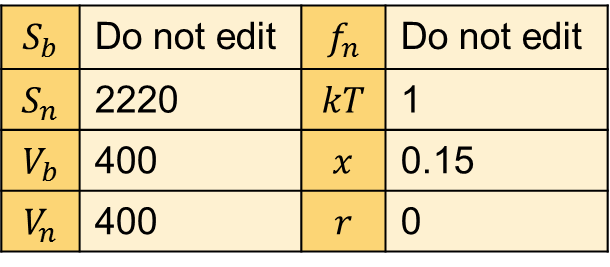 S_b Do not edit f_n Do not edit
S_n 2220 kT 1
V_b 400 x 0.15
V_n 400 r 0